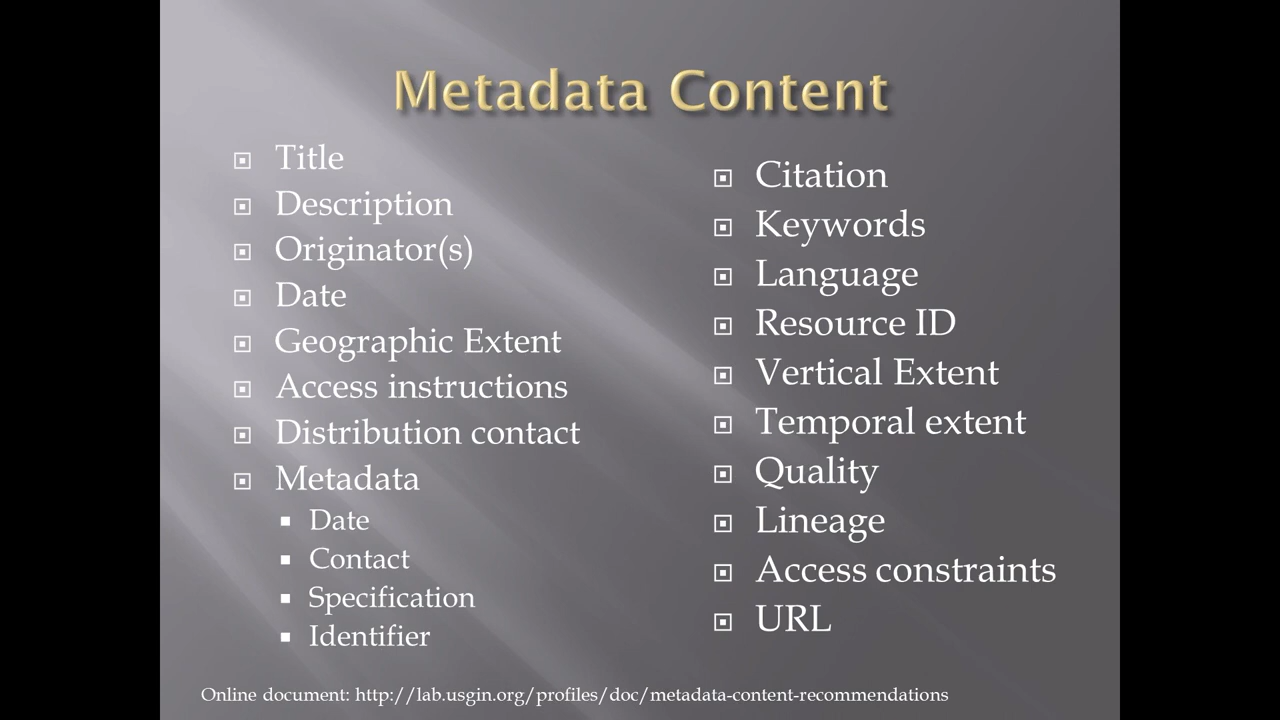 Metadata Content
Title
Description
Originator(s)
Date
Geographic Extent
Access instructions
Distribution contact
Metadata
Date
Contact
Specification
Identifier
Citation
Keywords
Language
Resource ID
Vertical Extent
Temporal extent
Quality
Lineage
Access constraints
URL
Online document: http://lab.usgin.org/profiles/doc/metadata-content-recommendations